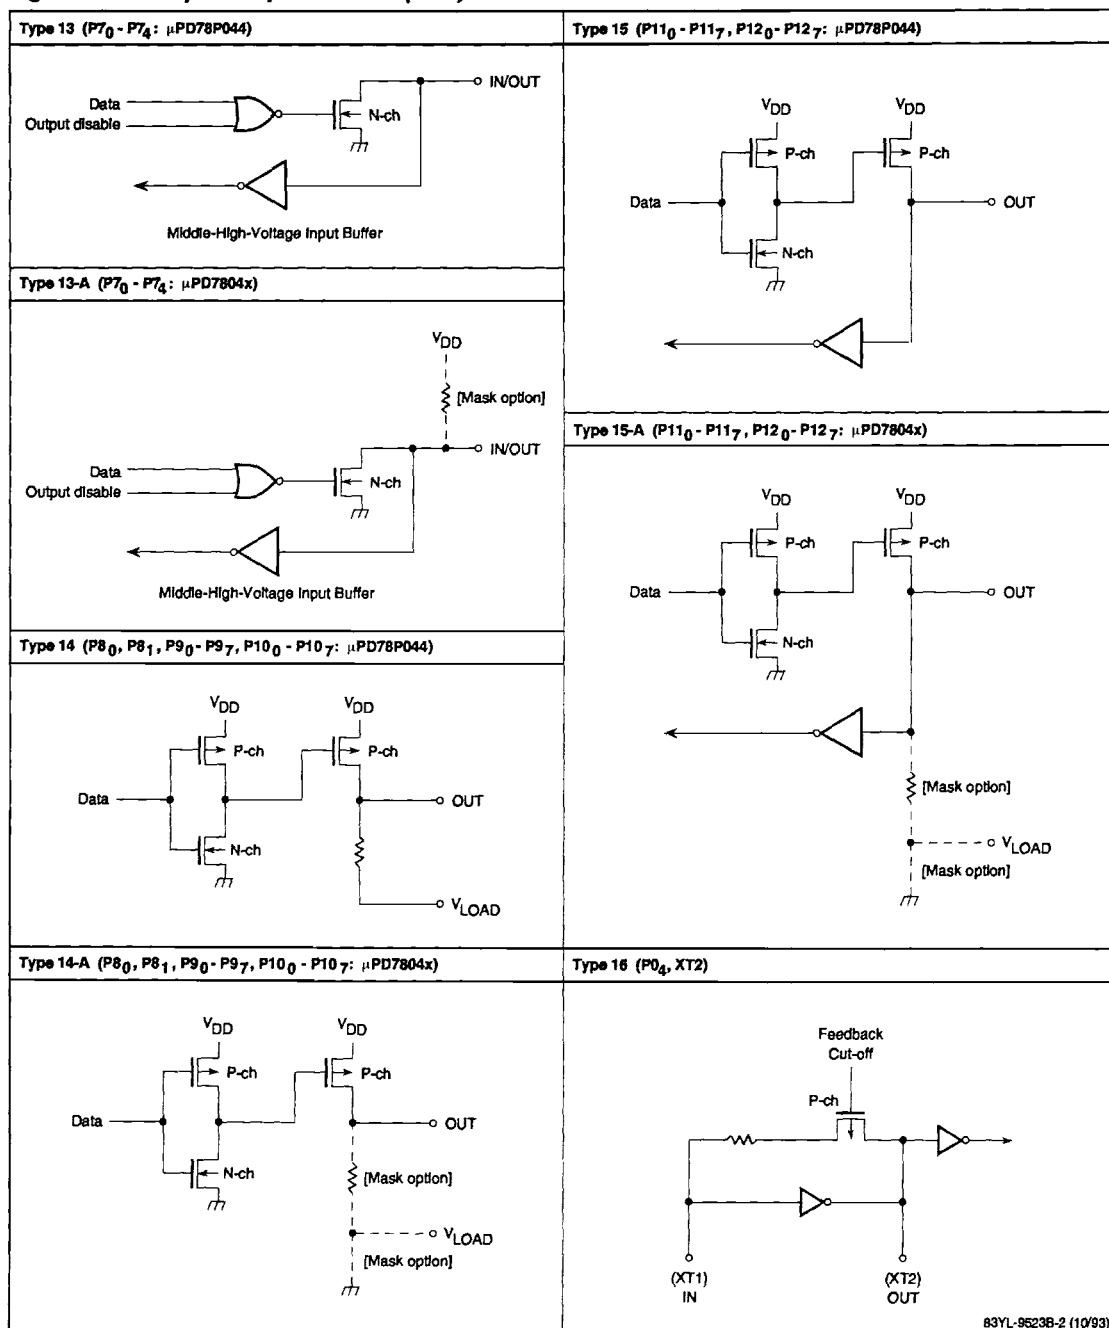 Type 13 (P7₀ - P7₄: μPD78P044)
Data
Output disable
N-ch
IN/OUT
Middle-High-Voltage Input Buffer
Type 13-A (P7₀ - P7₄: μPD7804x)
V_DD
[Mask option]
IN/OUT
Data
Output disable
N-ch
Middle-High-Voltage Input Buffer
Type 14 (P8₀, P8₁, P9₀ - P9₇, P10₀ - P10₇: μPD78P044)
V_DD
V_DD
P-ch
P-ch
Data
OUT
N-ch
V_LOAD
Type 14-A (P8₀, P8₁, P9₀ - P9₇, P10₀ - P10₇: μPD7804x)
V_DD
V_DD
P-ch
P-ch
Data
OUT
N-ch
[Mask option]
V_LOAD
[Mask option]
Type 15 (P11₀ - P11₇, P12₀ - P12₇: μPD78P044)
V_DD
V_DD
P-ch
P-ch
Data
OUT
N-ch
Type 15-A (P11₀ - P11₇, P12₀ - P12₇: μPD7804x)
V_DD
V_DD
P-ch
P-ch
Data
OUT
N-ch
[Mask option]
V_LOAD
[Mask option]
Type 16 (P0₄, XT2)
Feedback
Cut-off
P-ch
(XT1)
IN
(XT2)
OUT
83YL-9523B-2 (10/93)